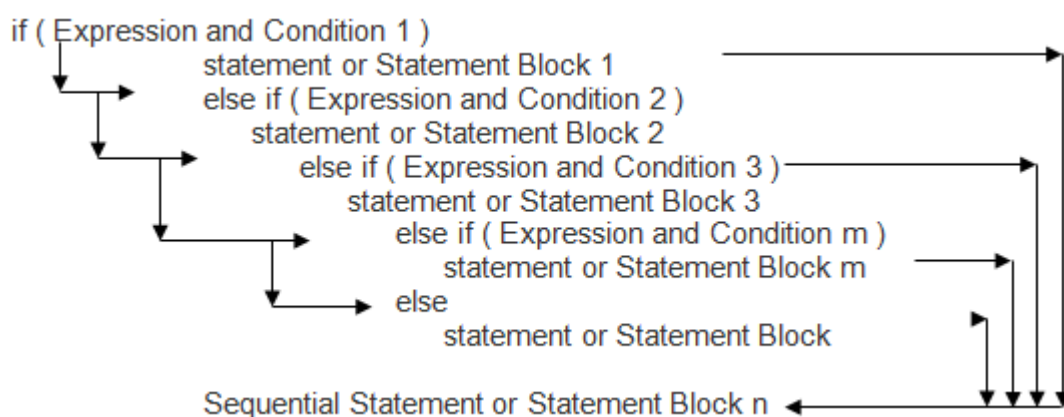 if ( Expression and Condition 1 )
statement or Statement Block 1
else if ( Expression and Condition 2 )
statement or Statement Block 2
else if ( Expression and Condition 3 )
statement or Statement Block 3
else if ( Expression and Condition m )
statement or Statement Block m
else
statement or Statement Block
Sequential Statement or Statement Block n